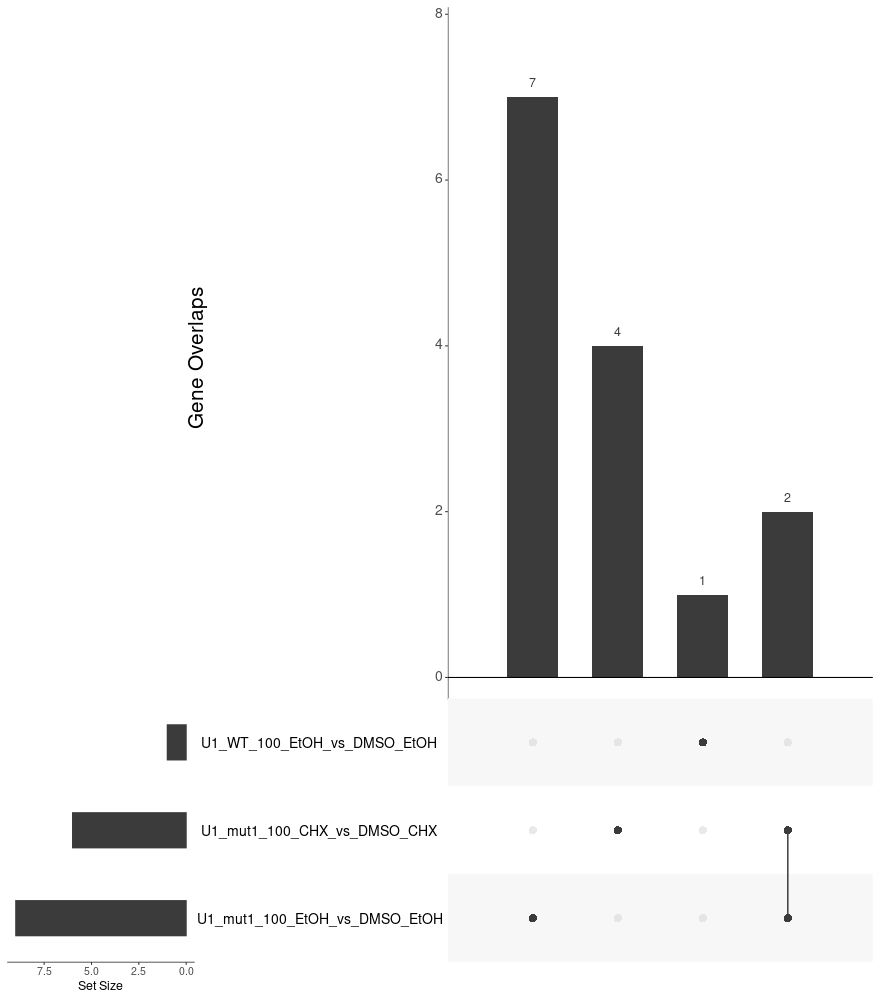 8
7
6
Gene Overlaps
4
4
2
2
1
0
U1_WT_100_EtOH_vs_DMSO_EtOH
U1_mut1_100_CHX_vs_DMSO_CHX
U1_mut1_100_EtOH_vs_DMSO_EtOH
7.5 5.0 2.5 0.0
Set Size